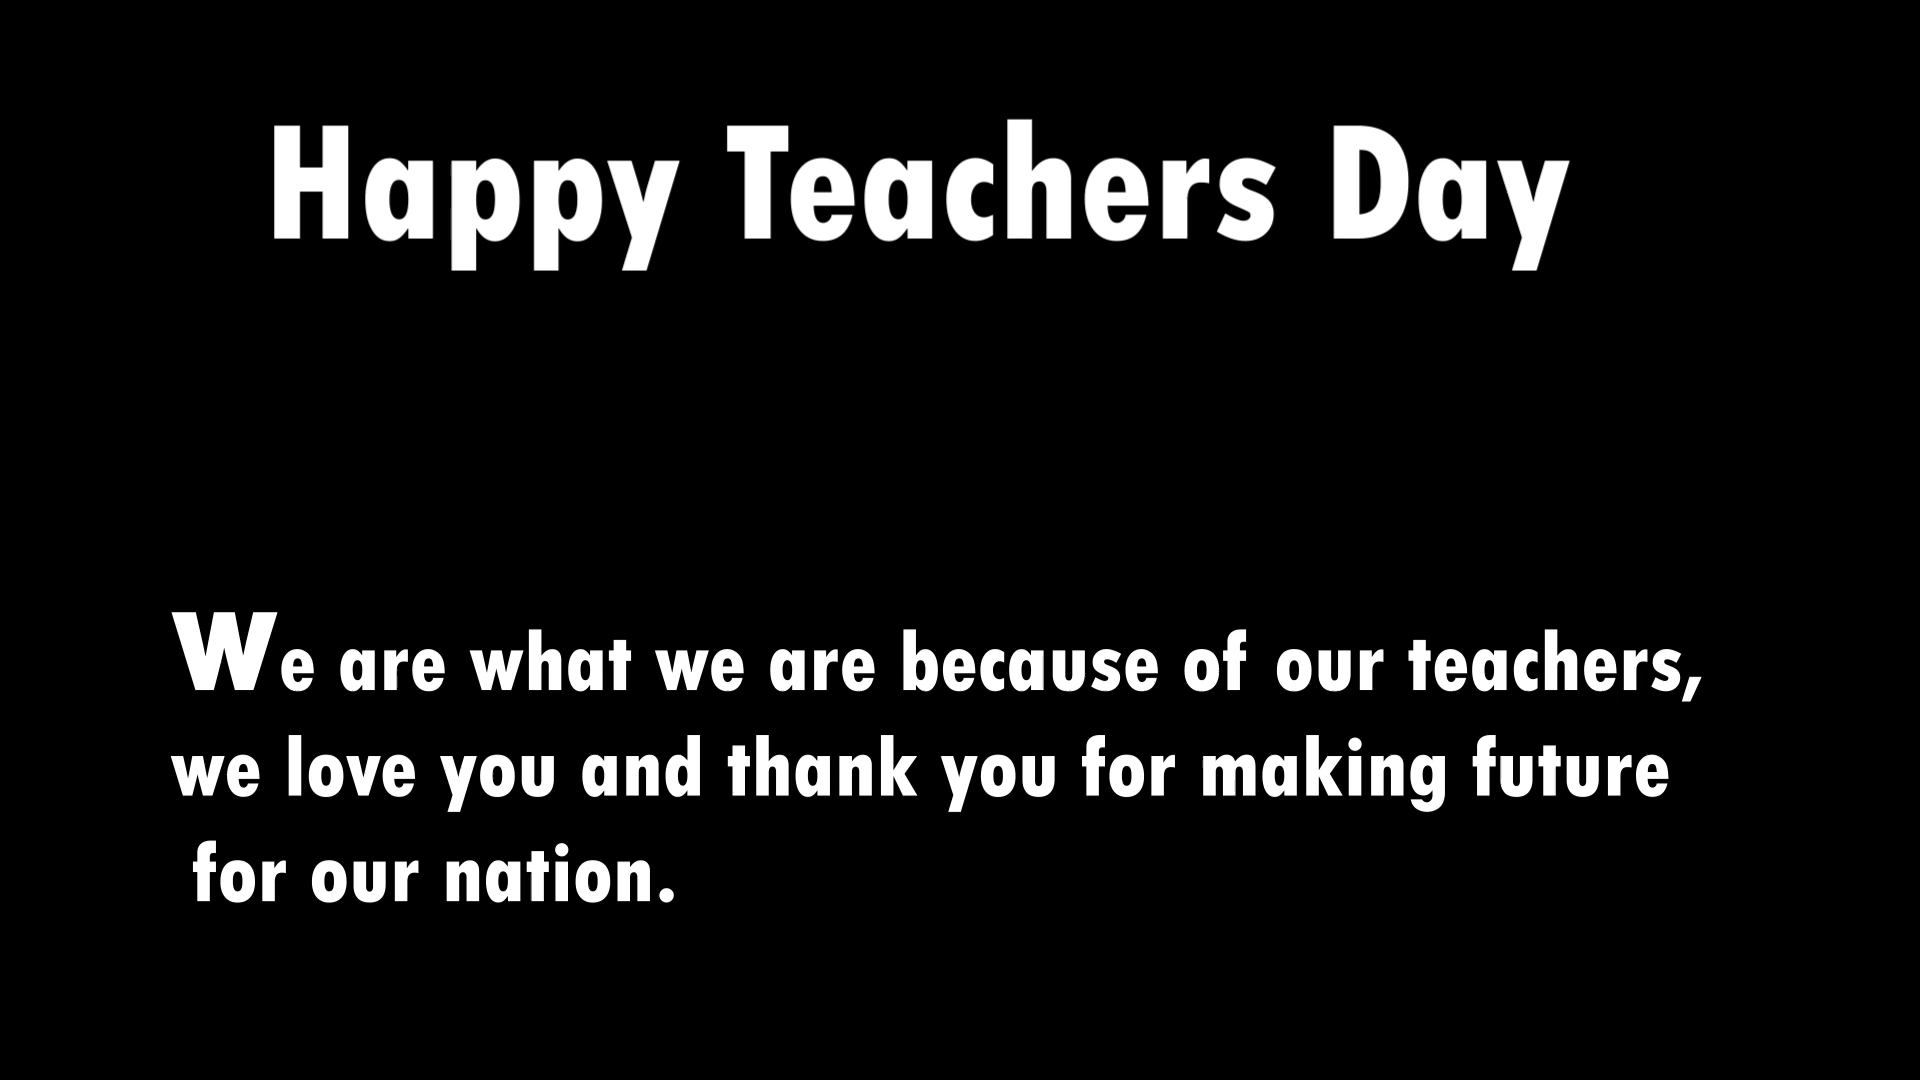 Happy Teachers Day
We are what we are because of our teachers,
we love you and thank you for making future
for our nation.